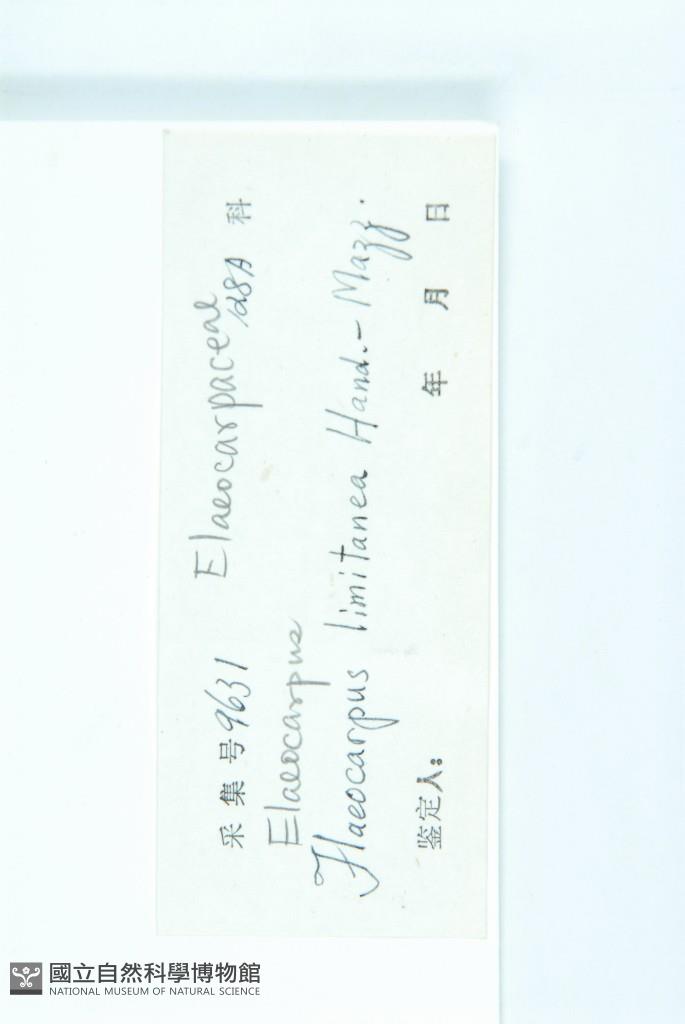 采集号 9631 Elaeocarpaceae 128A 科
Elaeocarpus
Elaeocarpus limitanea Hand.-Mazz.
鉴定人: 年 月 日
國立自然科學博物館
NATIONAL MUSEUM OF NATURAL SCIENCE